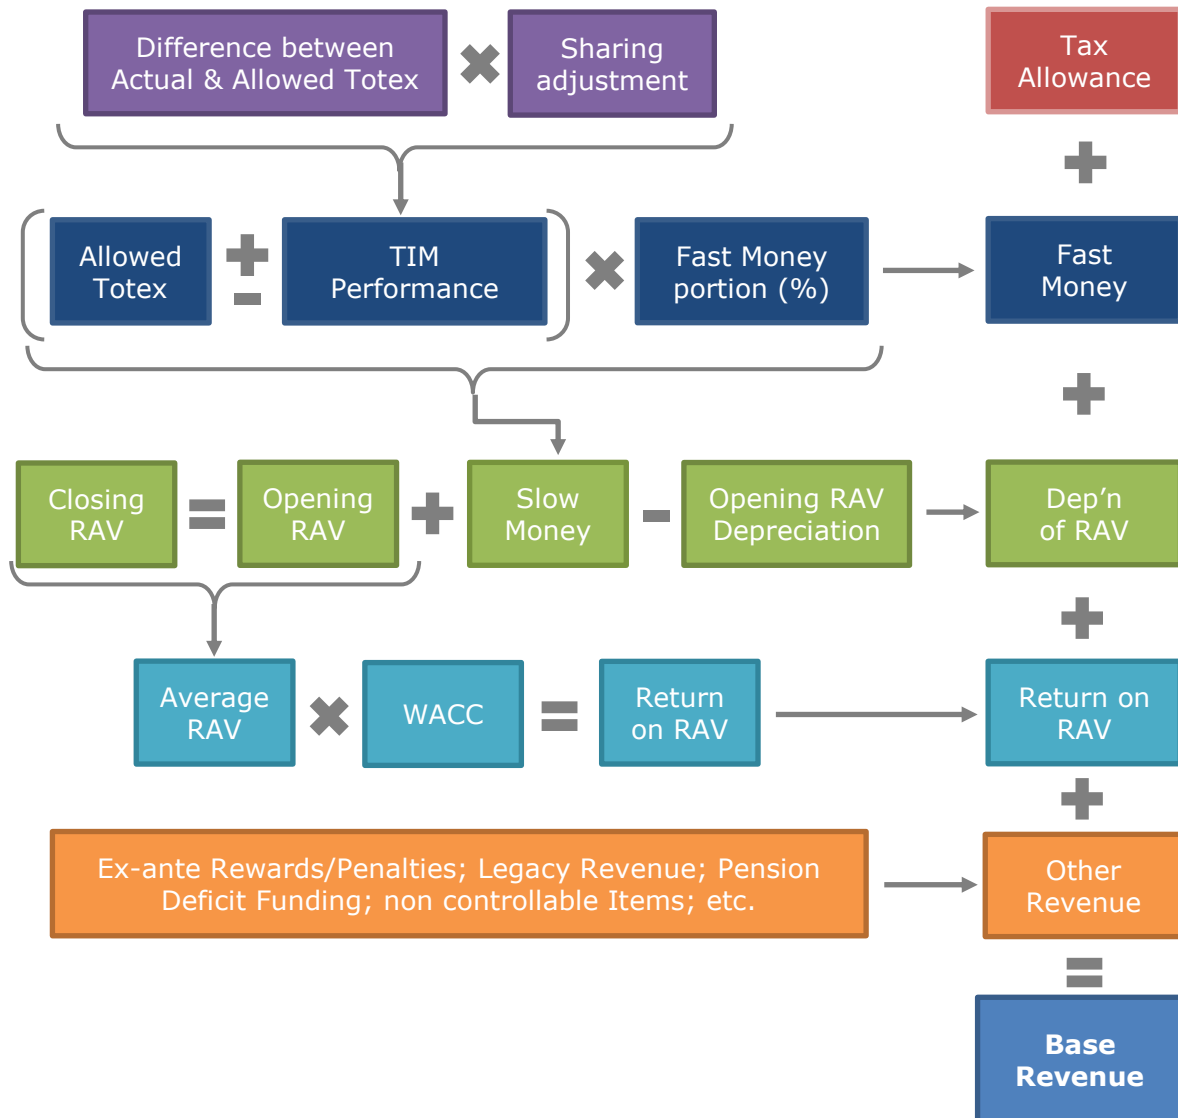 Difference between
Actual & Allowed Totex
Sharing
adjustment
Tax
Allowance
Allowed
Totex
TIM
Performance
Fast Money
portion (%)
Fast
Money
Closing
RAV
Opening
RAV
Slow
Money
Opening RAV
Depreciation
Dep'n
of RAV
Average
RAV
WACC
Return
on RAV
Return on
RAV
Ex-ante Rewards/Penalties; Legacy Revenue; Pension
Deficit Funding; non controllable Items; etc.
Other
Revenue
Base
Revenue